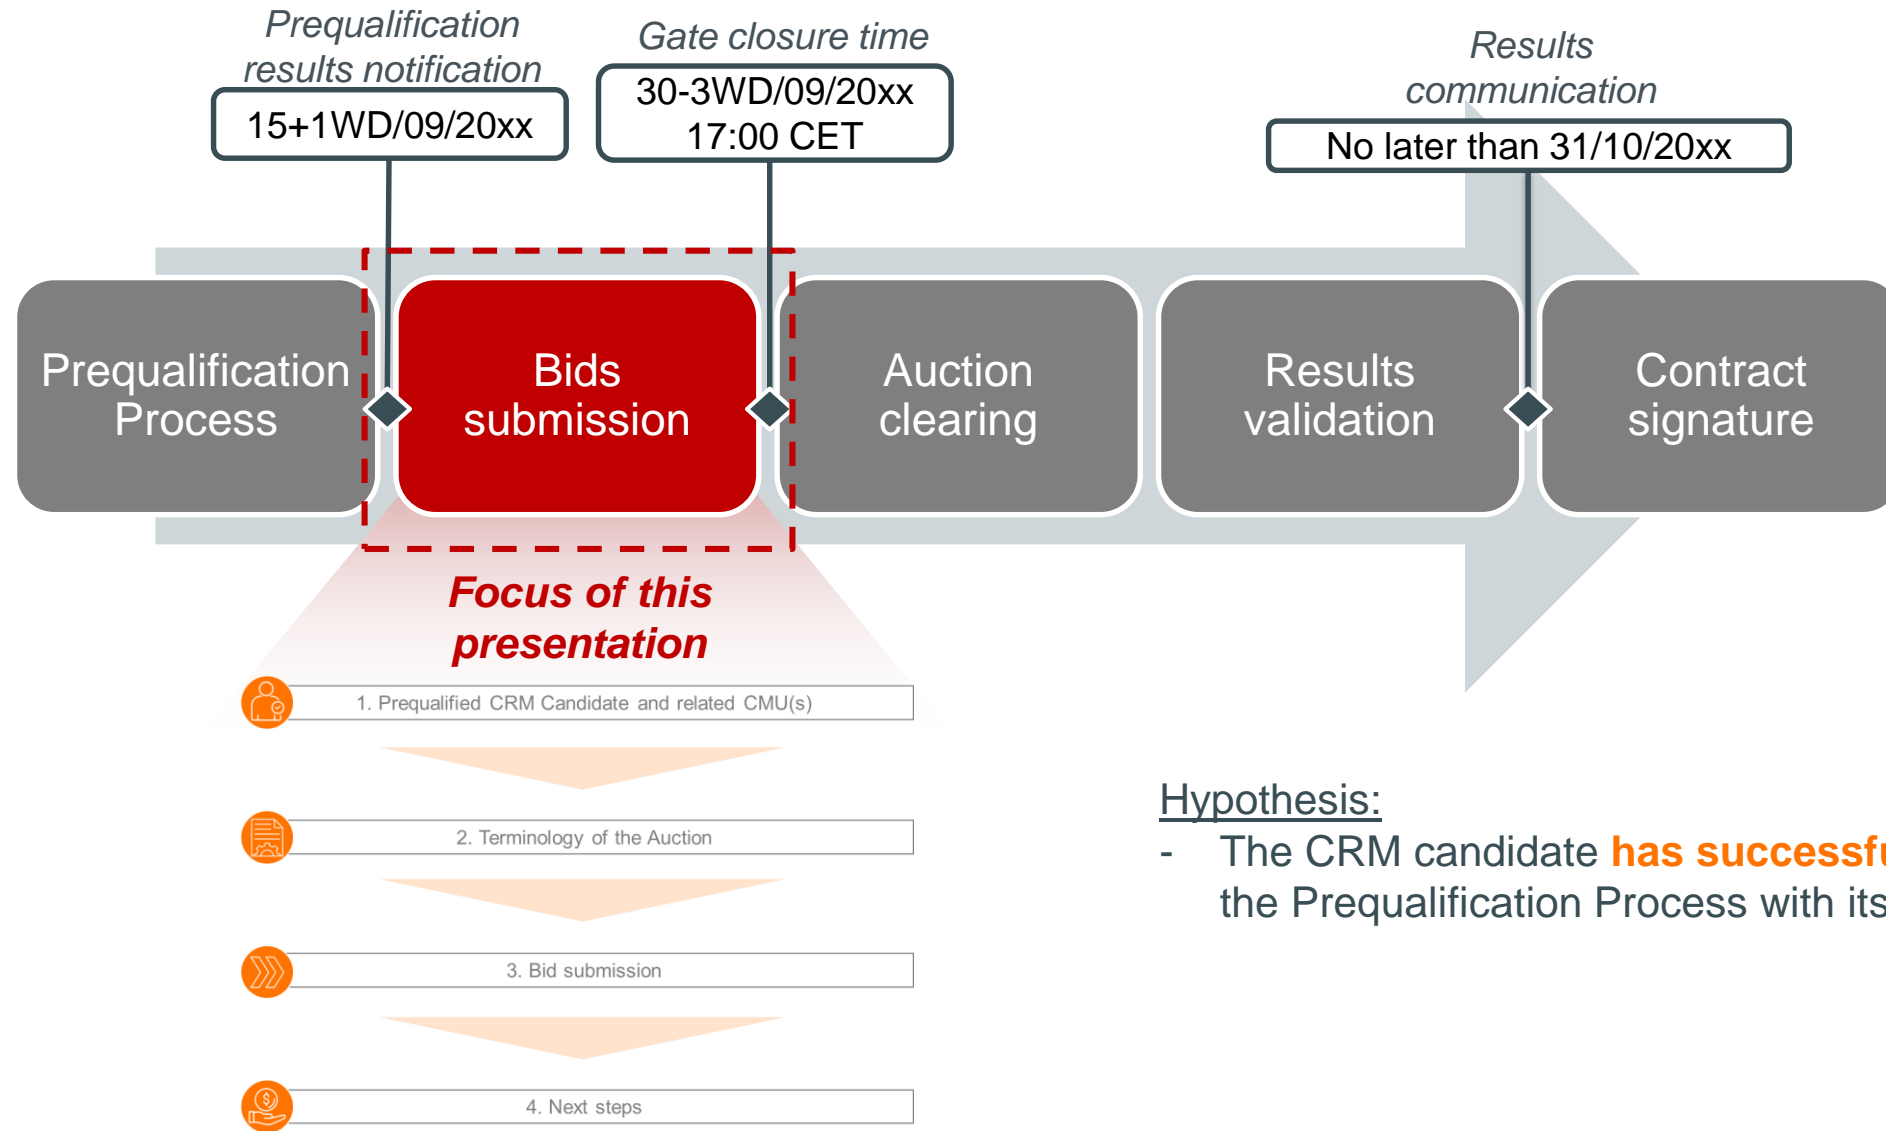 Prequalification
results notification
15+1WD/09/20xx
Gate closure time
30-3WD/09/20xx
17:00 CET
Results
communication
No later than 31/10/20xx
Prequalification
Process
Bids
submission
Auction
clearing
Results
validation
Contract
signature
Focus of this
presentation
1. Prequalified CRM Candidate and related CMU(s)
2. Terminology of the Auction
3. Bid submission
4. Next steps
Hypothesis:
- The CRM candidate has
the Prequalification Process with its